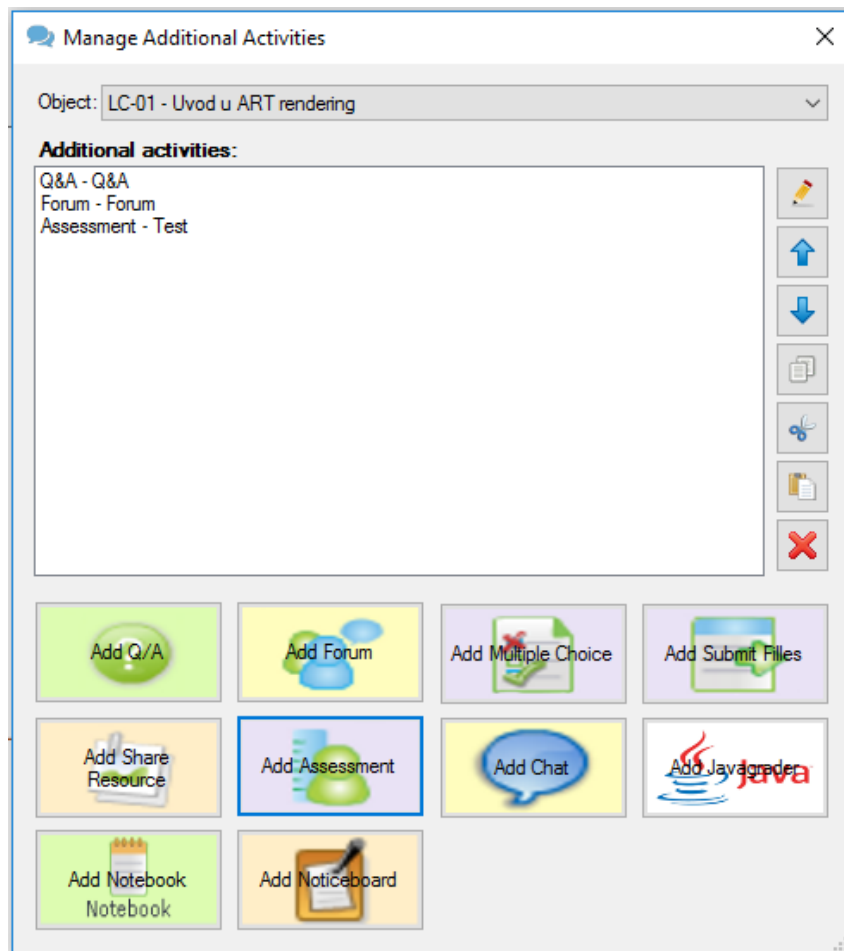 Manage Additional Activities
Object: LC-01 - Uvod u ART rendering
Additional activities:
Q&A - Q&A
Forum - Forum
Assessment - Test
Add Q/A
Add Forum
Add Multiple Choice
Add Submit Filles
Add Share
Resource
Add Assessment
Add Chat
Add Javagrader
Java
Add Notebook
Notebook
Add Noticeboard